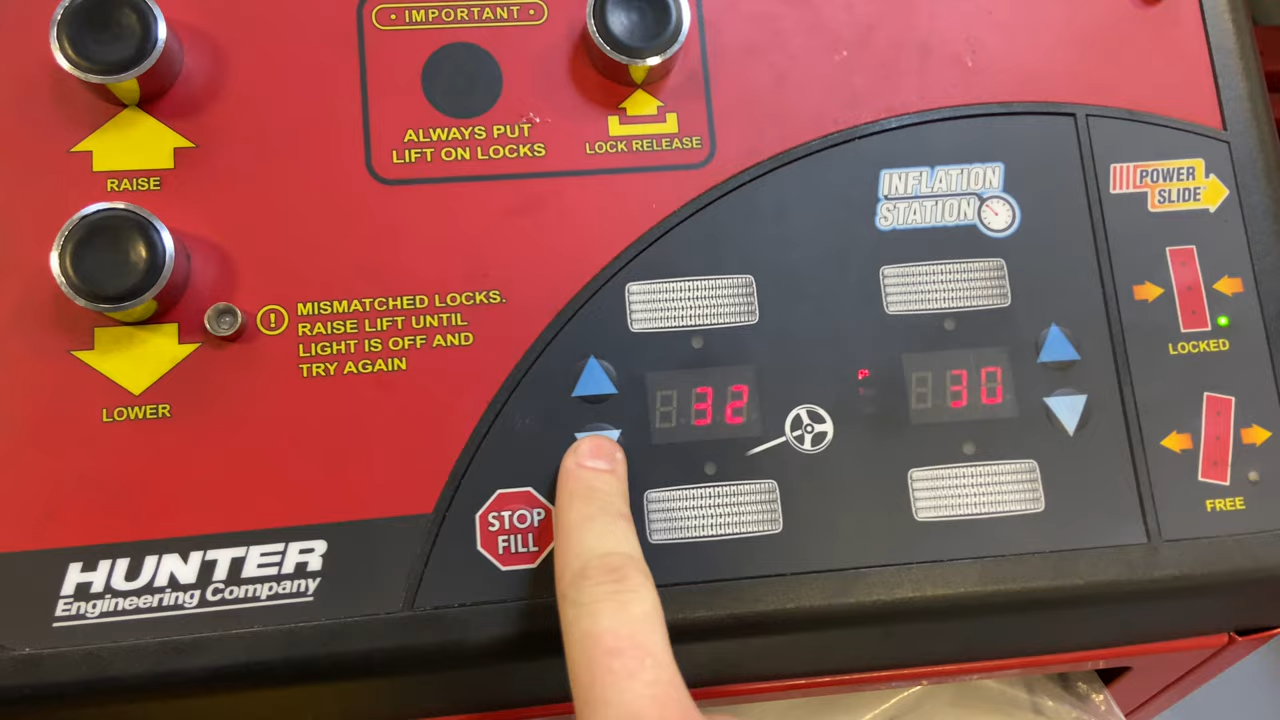 • IMPORTANT •
ALWAYS PUT
LIFT ON LOCKS
LOCK RELEASE
RAISE
MISMATCHED LOCKS.
RAISE LIFT UNTIL
LIGHT IS OFF AND
TRY AGAIN
LOWER
INFLATION
STATION
POWER
SLIDE
32
30
LOCKED
FREE
STOP
FILL
HUNTER
Engineering Company